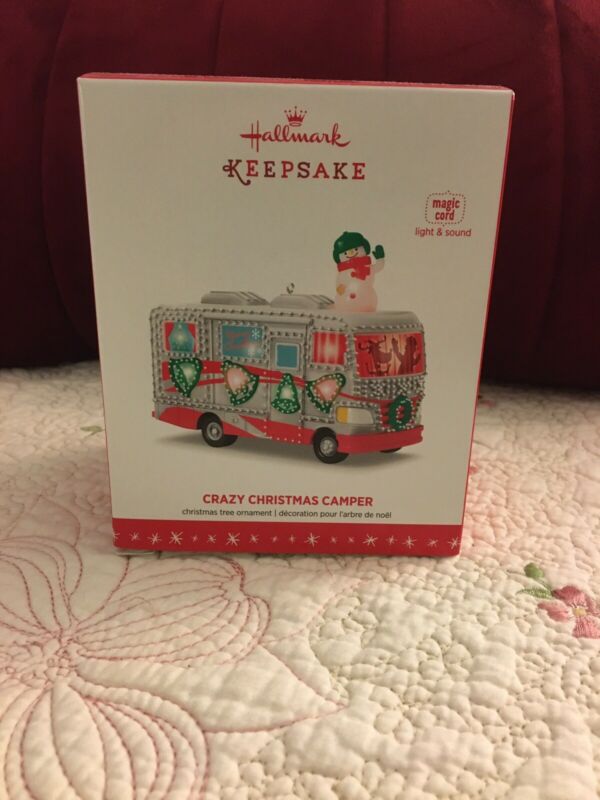 Hallmark
KEEPSAKE
magic
cord
light & sound
CRAZY CHRISTMAS CAMPER
christmas tree ornament | décoration pour l'arbre de noël